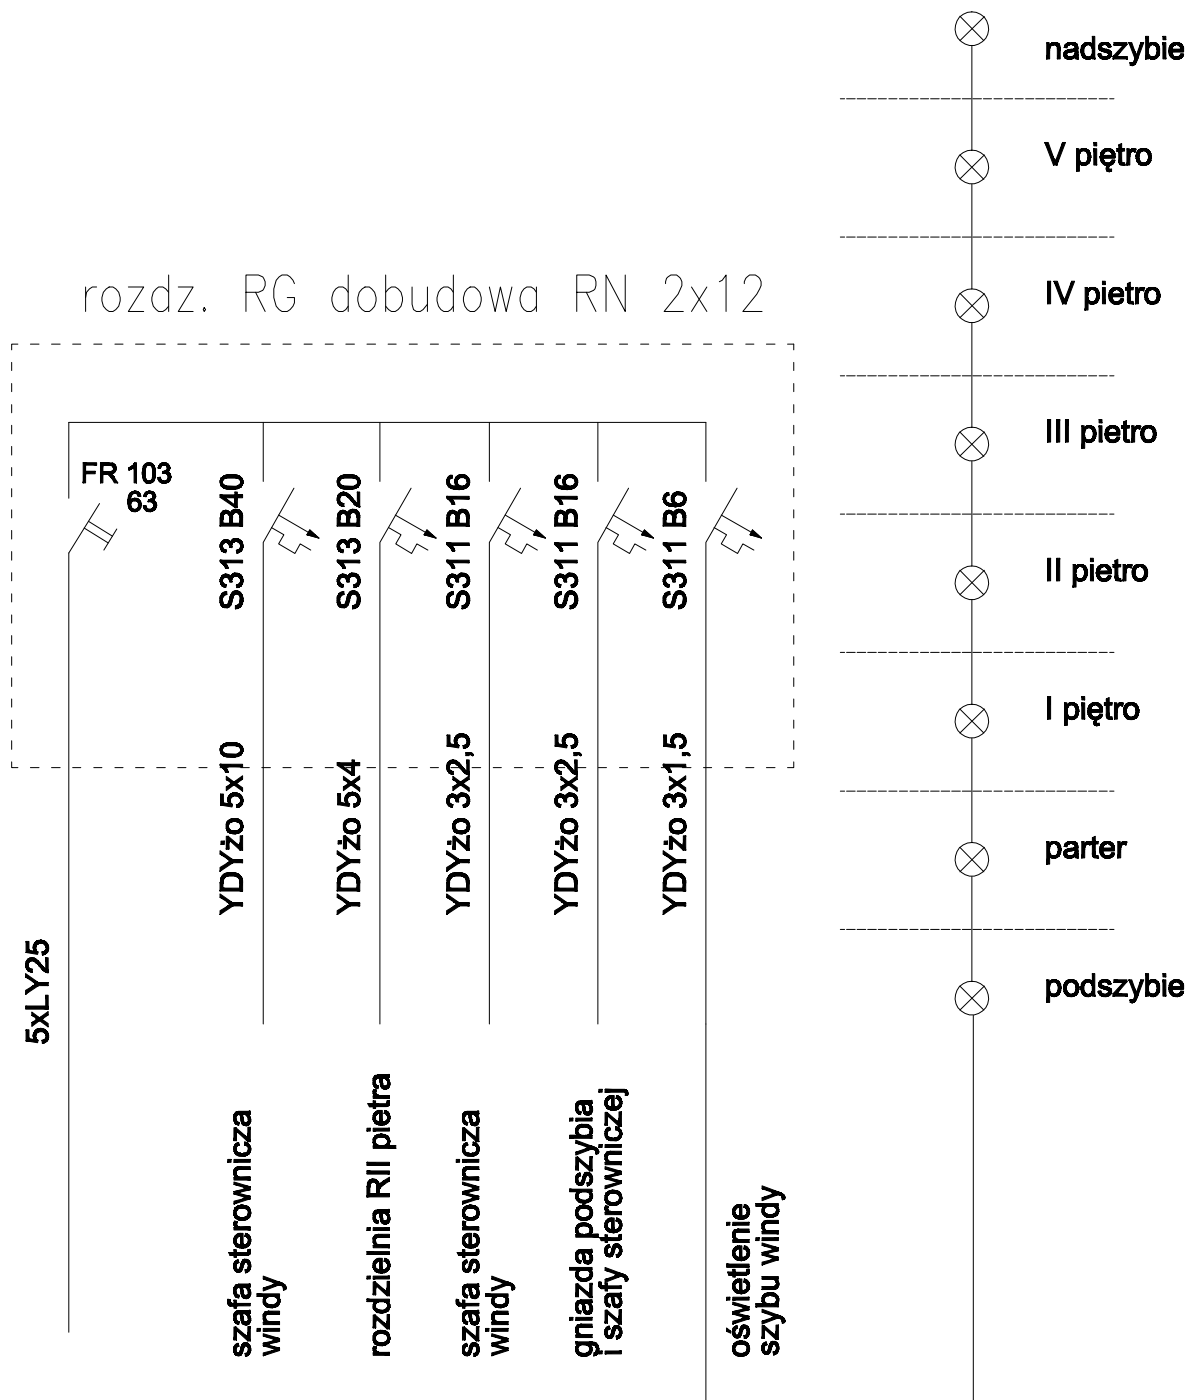 nadszybie
V piętro
IV pietro
III pietro
II pietro
I piętro
parter
podszybie
rozdz. RG dobudowa RN 2x12
FR 103
63
S313 B40
S313 B20
S311 B16
S311 B16
S311 B6
YDYżo 5x10
YDYżo 5x4
YDYżo 3x2,5
YDYżo 3x2,5
YDYżo 3x1,5
5xLY25
szafa sterownicza
windy
rozdzielnia RII pietra
szafa sterownicza
windy
gniazda podszybia
i szafy sterowniczej
oświetlenie
szybu windy